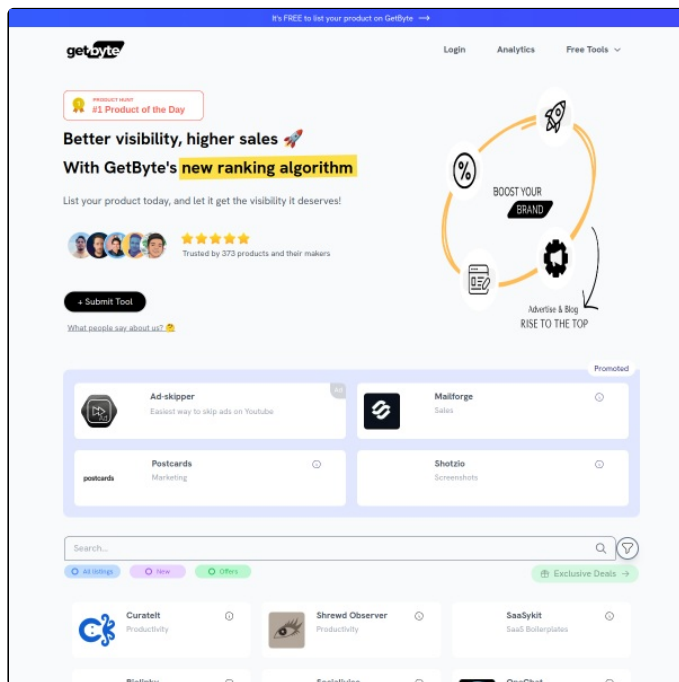 It's FREE to list your product on GetByte
getbyte
Login Analytics Free Tools
PRODUCT HUNT
#1 Product of the Day
Better visibility, higher sales 🚀
With GetByte's new ranking algorithm
List your product today, and let it get the visibility it deserves!
Trusted by 373 products and their makers
+ Submit Tool
What people say about us? 🤔
BOOST YOUR
BRAND
Advertise & Blog
RISE TO THE TOP
Promoted
Ad-skipper
Easiest way to skip ads on Youtube
Ad
Mailforge
Sales
postcards
Postcards
Marketing
Shotzio
Screenshots
Search...
All listings New Offers
Exclusive Deals →
CurateIt
Productivity
Shrewd Observer
Productivity
SaaSykit
SaaS Boilerplates